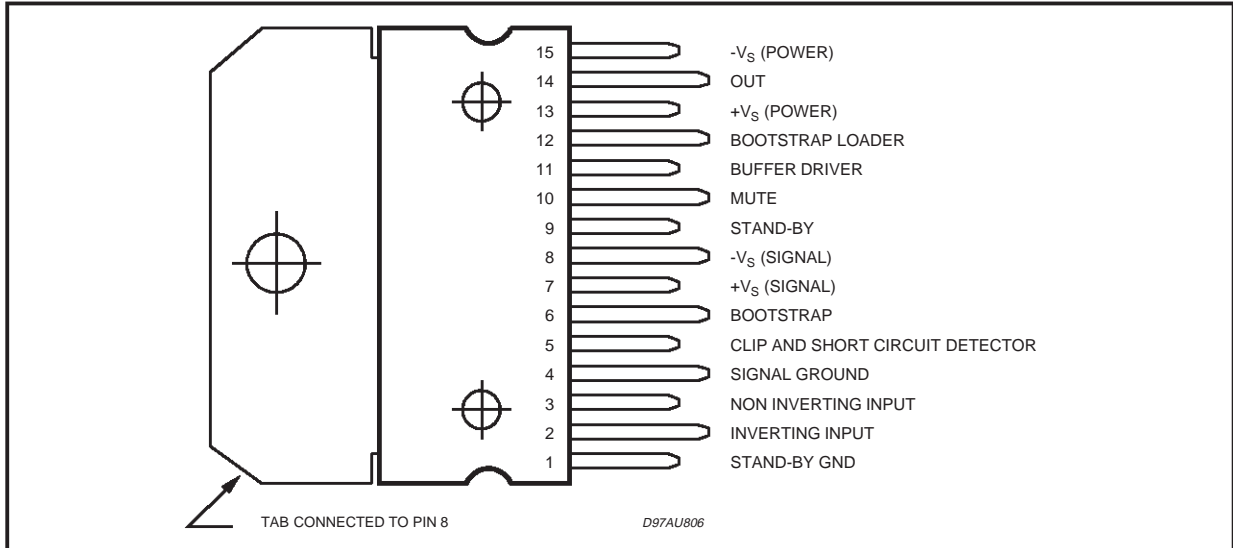 15 -VS (POWER)
14 OUT
13 +VS (POWER)
12 BOOTSTRAP LOADER
11 BUFFER DRIVER
10 MUTE
9 STAND-BY
8 -VS (SIGNAL)
7 +VS (SIGNAL)
6 BOOTSTRAP
5 CLIP AND SHORT CIRCUIT DETECTOR
4 SIGNAL GROUND
3 NON INVERTING INPUT
2 INVERTING INPUT
1 STAND-BY GND
TAB CONNECTED TO PIN 8
D97AU806